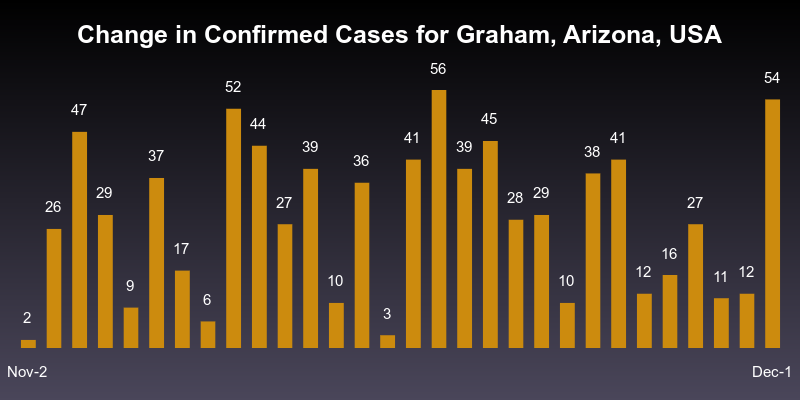 Change in Confirmed Cases for Graham, Arizona, USA
2 26 47 29 9 37 17 6 52 44 27 39 10 36 3 41 56 39 45 28 29 10 38 41 12 16 27 11 12 54
Nov-2 Dec-1